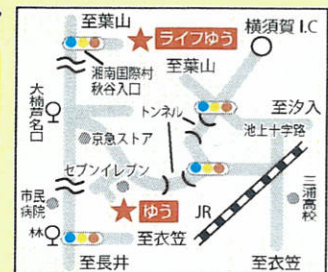 至葉山
ライフゆう
横須賀 I.C
湘南国際村
秋谷入口
至葉山
大楠芦名口
トンネル
至汐入
池上十字路
京急ストア
セブンイレブン
三浦高校
市民
病院
ゆう
JR
林
至衣笠
至長井
至衣笠